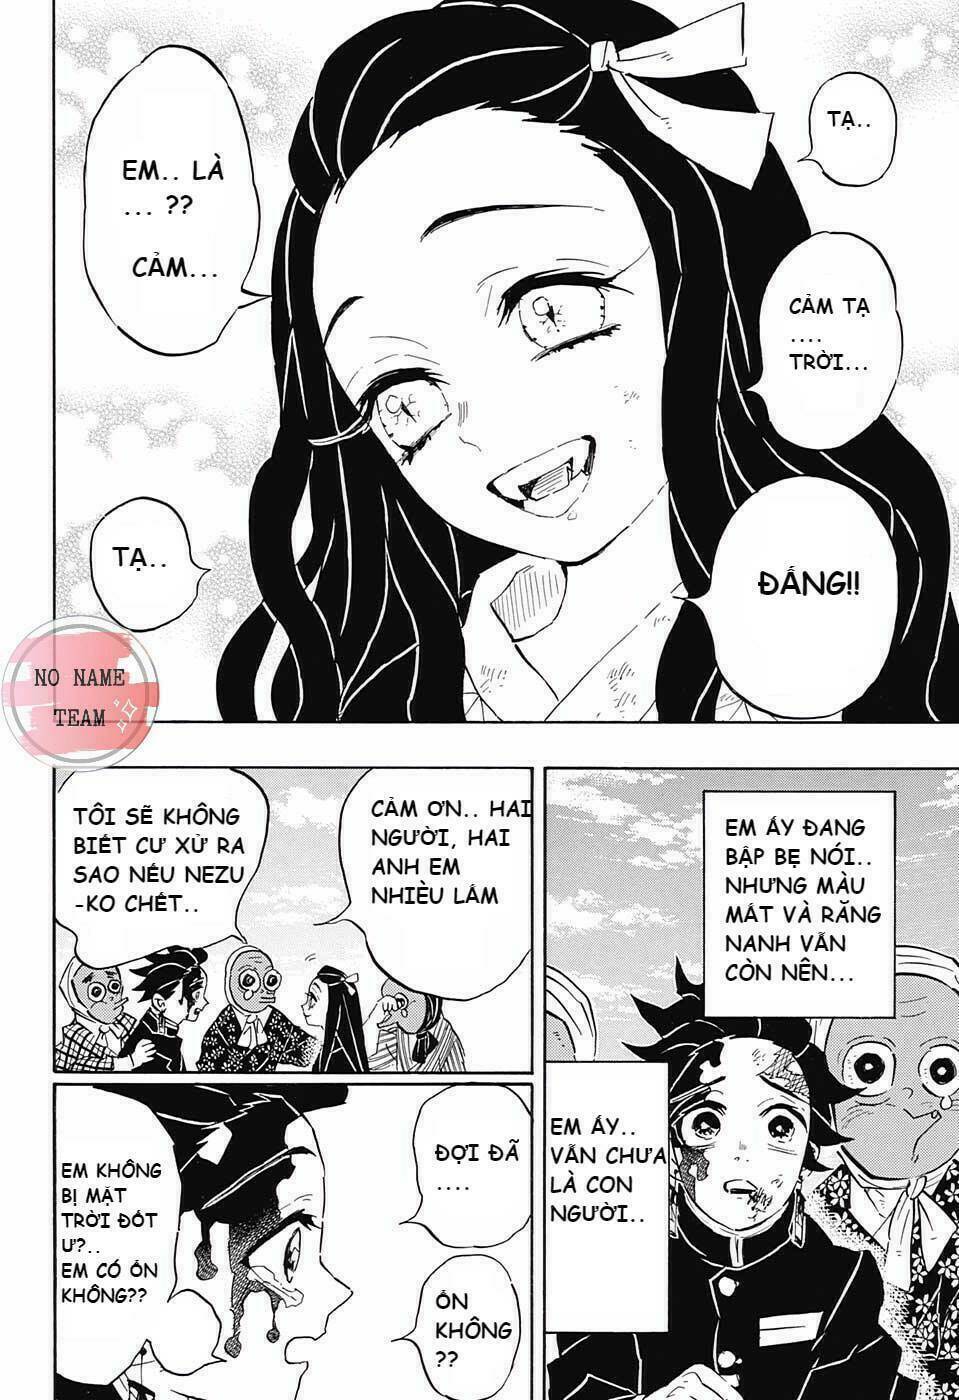 TẠ..
CẢM TẠ
....
TRỜI...
ĐẤNG!!
EM.. LÀ
... ??
CẢM...
TẠ..
NO NAME
TEAM
EM ẤY ĐANG
BẬP BẸ NÓI..
NHƯNG MÀU
MẮT VÀ RĂNG
NANH VẪN
CÒN NÊN...
EM ẤY..
VẪN CHƯA
LÀ CON
NGƯỜI..
CẢM ƠN.. HAI
NGƯỜI, HAI
ANH EM
NHIỀU LẮM
TÔI SẼ KHÔNG
BIẾT CƯ XỬ RA
SAO NẾU NEZU
-KO CHẾT..
ĐỢI ĐÃ
....
ỔN
KHÔNG
??
EM KHÔNG
BỊ MẶT
TRỜI ĐỐT
Ư?..
EM CÓ ỔN
KHÔNG??